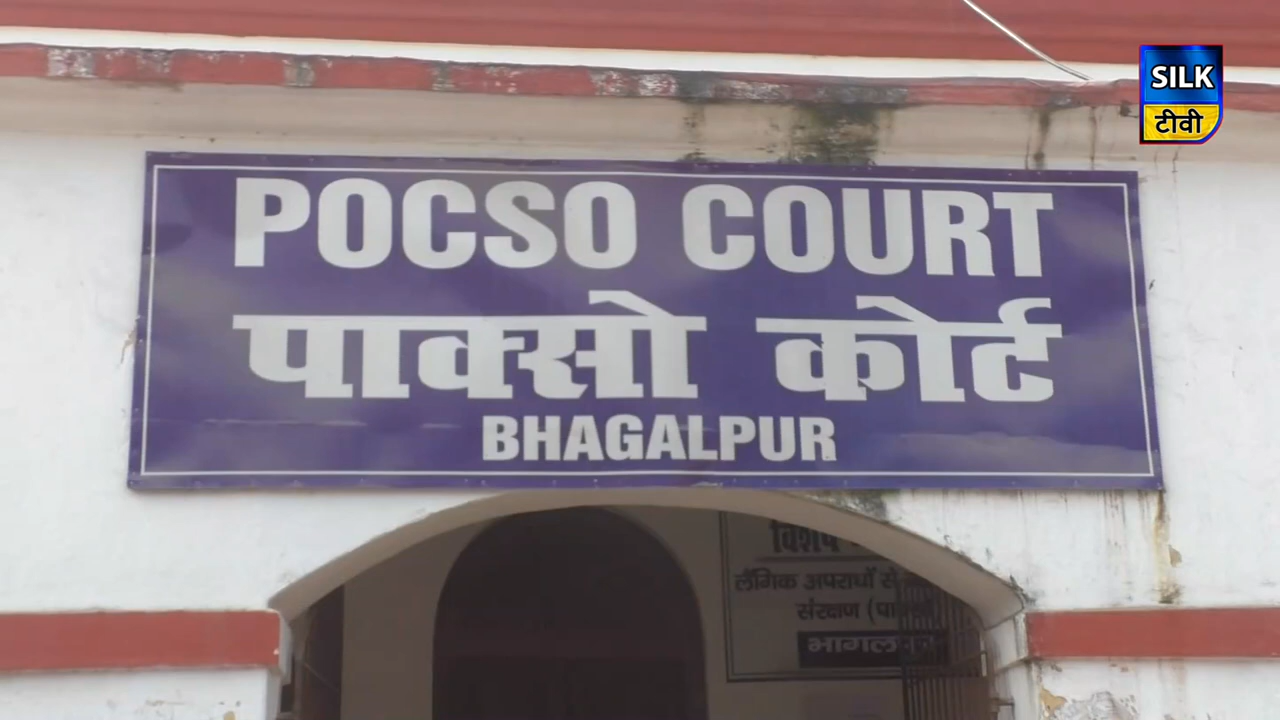 SILK
टीवी
POCSO COURT
पाक्सो कोर्ट
BHAGALPUR
लैंगिक अपराधों से
संरक्षण